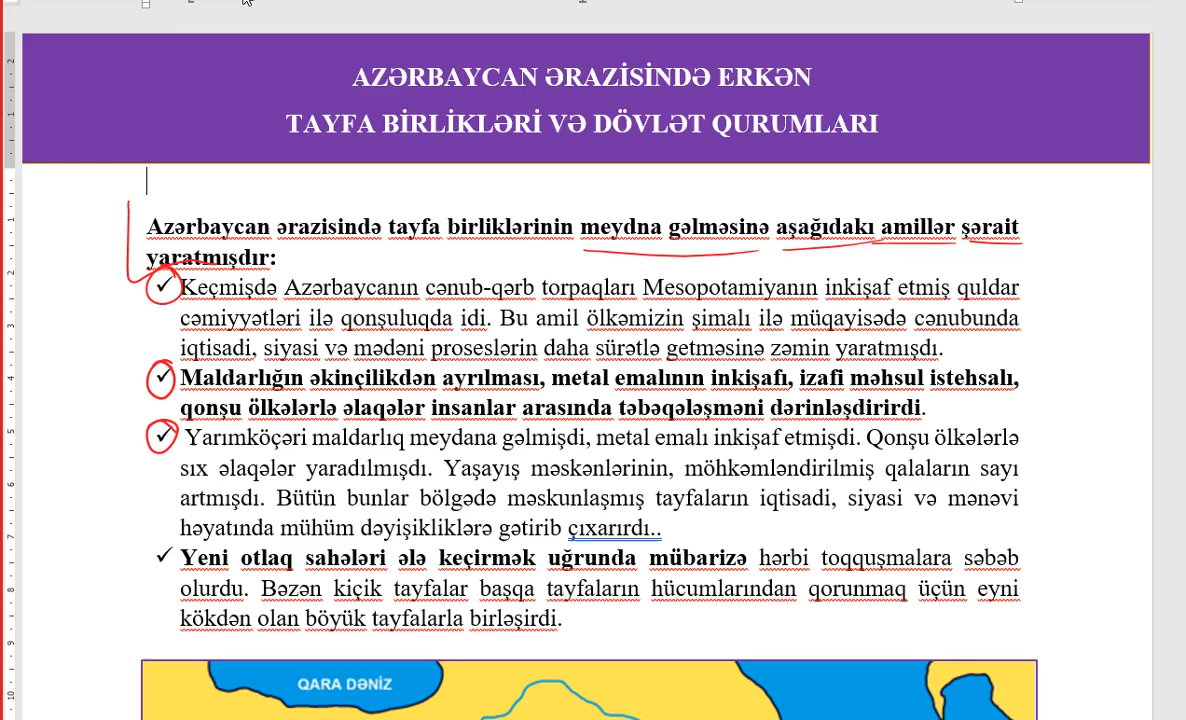 AZƏRBAYCAN ƏRAZİSİNDƏ ERKƏN
TAYFA BİRLİKLƏRİ VƏ DÖVLƏT QURUMLARI
Azərbaycan ərazisində tayfa birliklərinin meydna gəlməsinə aşağıdakı amillər şərait
yaratmışdır:
✓ Keçmişdə Azərbaycanın cənub-qərb torpaqları Mesopotamiyanın inkişaf etmiş quldar
cəmiyyətləri ilə qonşuluqda idi. Bu amil ölkəmizin şimalı ilə müqayisədə cənubunda
iqtisadi, siyasi və mədəni proseslərin daha sürətlə getməsinə zəmin yaratmışdı.
✓ Maldarlığın əkinçilikdən ayrılması, metal emalının inkişafı, izafi məhsul istehsalı,
qonşu ölkələrlə əlaqələr insanlar arasında təbəqələşməni dərinləşdirirdi.
✓ Yarımköçəri maldarlıq meydana gəlmişdi, metal emalı inkişaf etmişdi. Qonşu ölkələrlə
sıx əlaqələr yaradılmışdı. Yaşayış məskənlərinin, möhkəmləndirilmiş qalaların sayı
artmışdı. Bütün bunlar bölgədə məskunlaşmış tayfaların iqtisadi, siyasi və mənəvi
həyatında mühüm dəyişikliklərə gətirib çıxarırdı..
✓ Yeni otlaq sahələri ələ keçirmək uğrunda mübarizə hərbi toqquşmalara səbəb
olurdu. Bəzən kiçik tayfalar başqa tayfaların hücumlarından qorunmaq üçün eyni
kökdən olan böyük tayfalarla birləşirdi.
QARA DƏNİZ